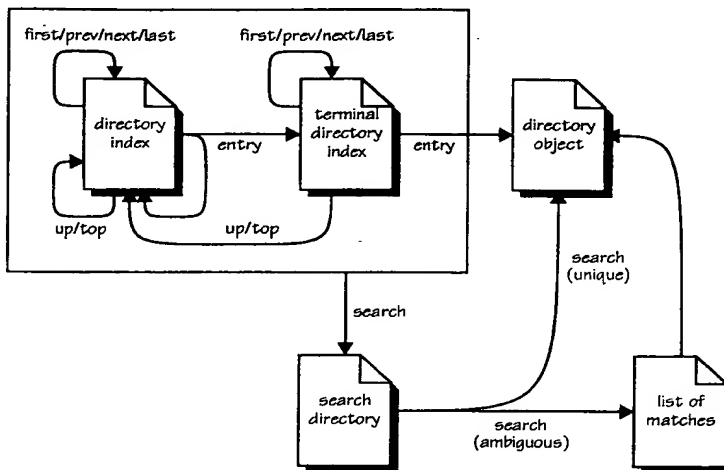 first/prev/next/last
first/prev/next/last
directory
index
entry
terminal
directory
index
entry
directory
object
up/top
up/top
search
search
(unique)
search
directory
search
(ambiguous)
list of
matches